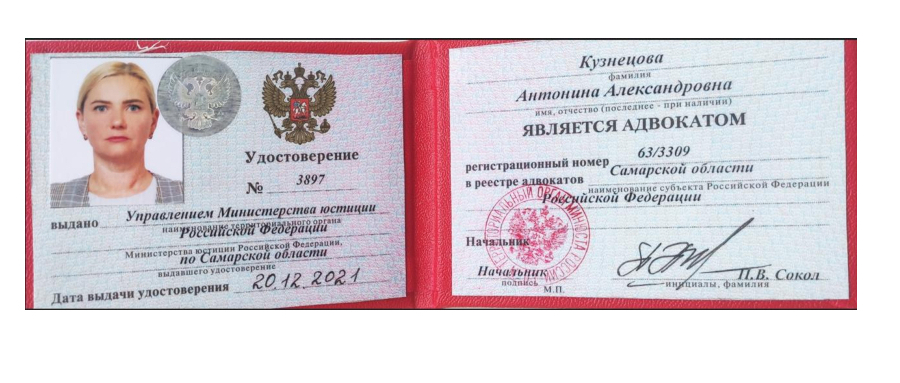 Удостоверение
№ 3897
выдано Управлением Министерства юстиции
наименование территориального органа
Российской Федерации
Министерства юстиции Российской Федерации,
по Самарской области
выдавшего удостоверение
Дата выдачи удостоверения 20.12.2021
Кузнецова
фамилия
Антонина Александровна
имя, отчество (последнее - при наличии)
ЯВЛЯЕТСЯ АДВОКАТОМ
регистрационный номер 63/3309
в реестре адвокатов Самарской области
наименование субъекта Российской Федерации
Российской Федерации
Начальник
Начальник П.В. Сокол
подпись инициалы, фамилия
М.П.